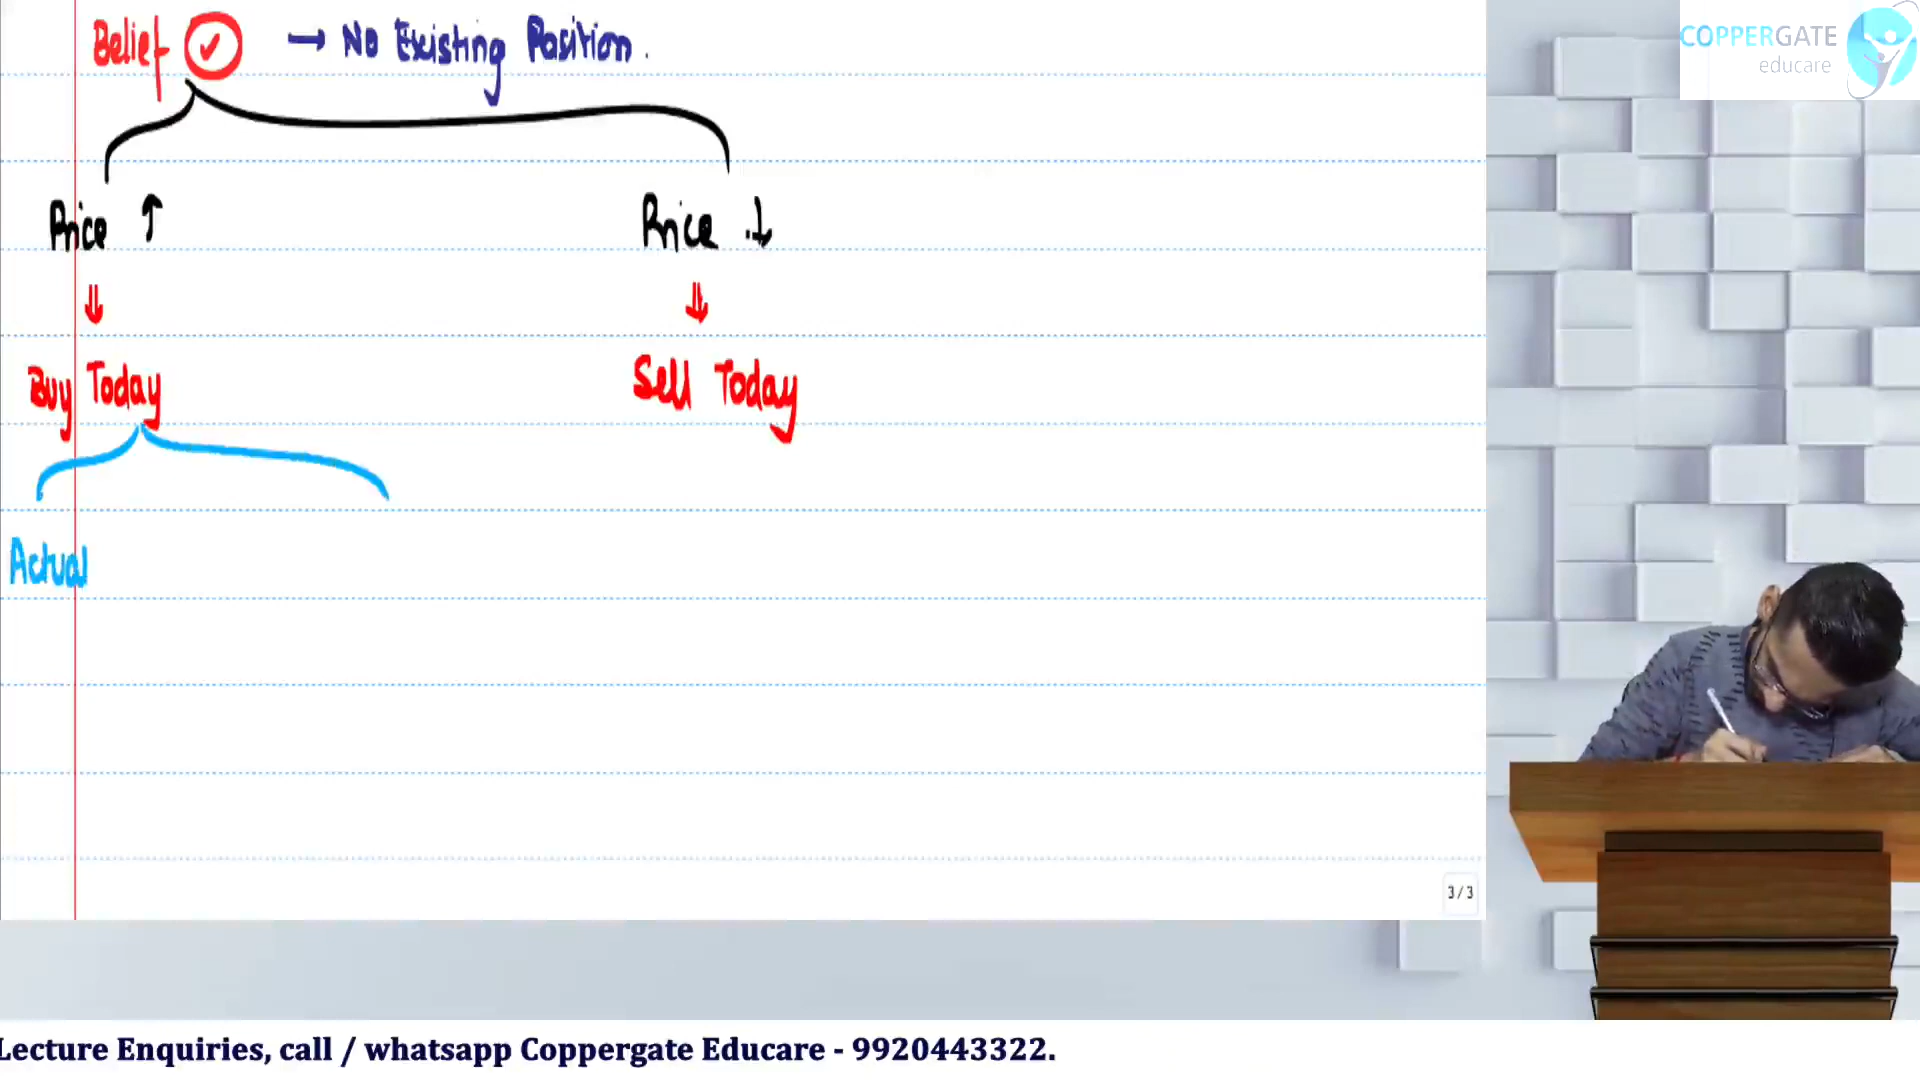 Belief ✓ → No Existing Position.
COPPERGATE
educare
Price ↑
Price ↓
⇓
⇓
Buy Today
Sell Today
Actual
3/3
Lecture Enquiries, call / whatsapp Coppergate Educare - 9920443322.